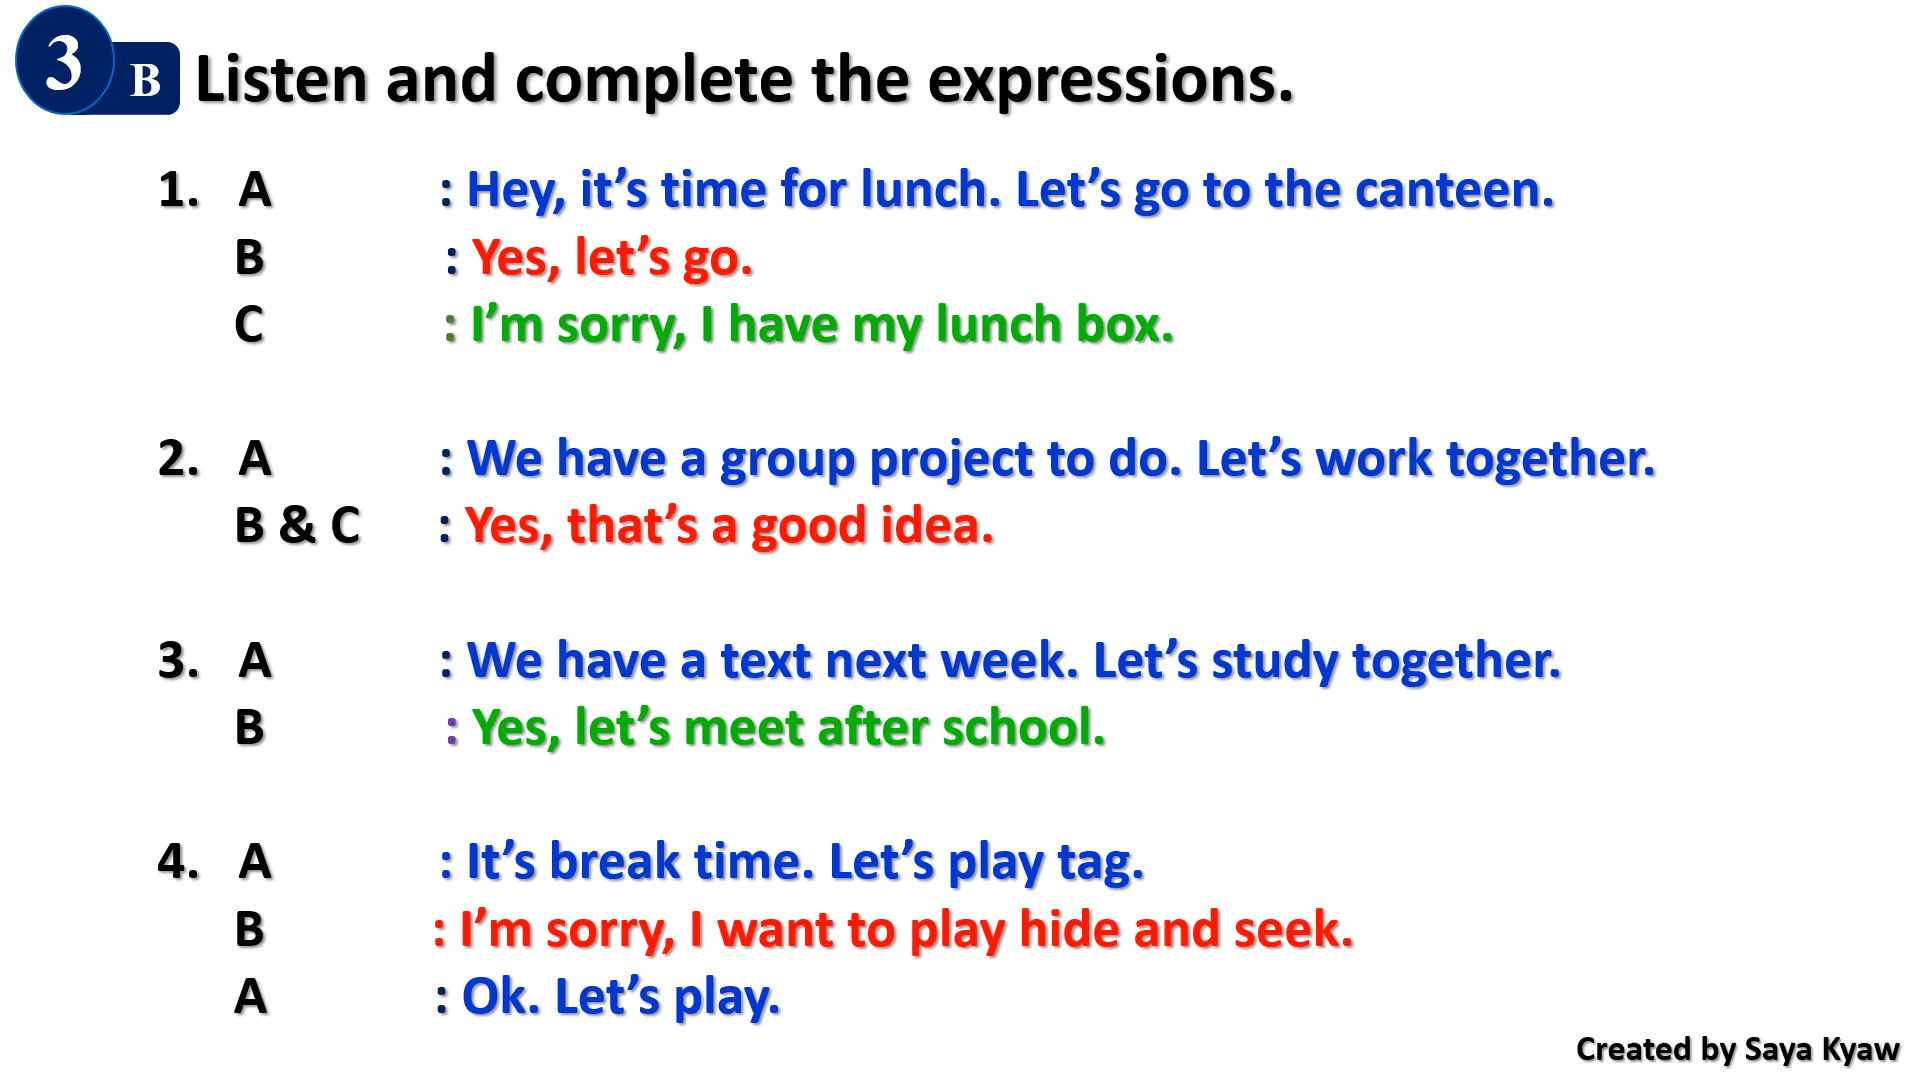 3 B Listen and complete the expressions.
1. A : Hey, it’s time for lunch. Let’s go to the canteen.
B : Yes, let’s go.
C : I’m sorry, I have my lunch box.
2. A : We have a group project to do. Let’s work together.
B & C : Yes, that’s a good idea.
3. A : We have a text next week. Let’s study together.
B : Yes, let’s meet after school.
4. A : It’s break time. Let’s play tag.
B : I’m sorry, I want to play hide and seek.
A : Ok. Let’s play.
Created by Saya Kyaw